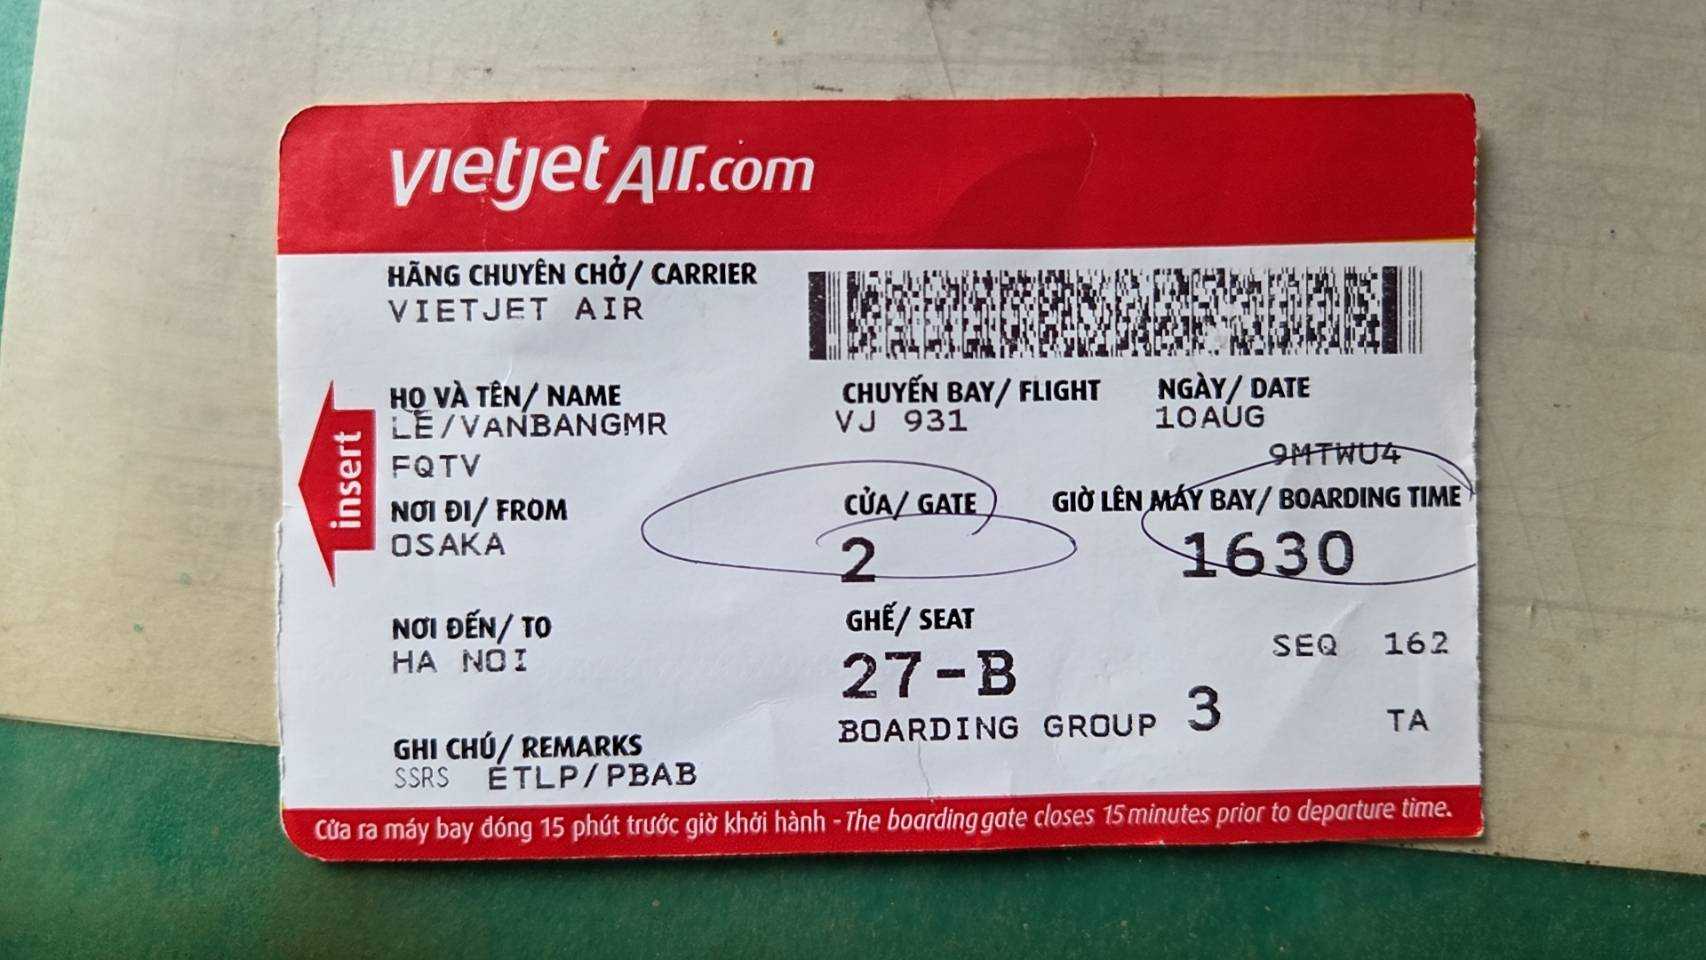 vietjetAir.com
HÃNG CHUYÊN CHỞ/ CARRIER
VIETJET AIR
HỌ VÀ TÊN/ NAME
LE/VANBANGMR
CHUYẾN BAY/ FLIGHT
VJ 931
NGÀY/ DATE
10AUG
FQTV
9MTWU4
insert
NƠI ĐI/ FROM
OSAKA
CỬA/ GATE
2
GIỜ LÊN MÁY BAY/ BOARDING TIME
1630
NƠI ĐẾN/ TO
HA NOI
GHẾ/ SEAT
27-B
SEQ 162
BOARDING GROUP 3
TA
GHI CHÚ/ REMARKS
SSRS ETLP/PBAB
Cửa ra máy bay đóng 15 phút trước giờ khởi hành - The boarding gate closes 15 minutes prior to departure time.